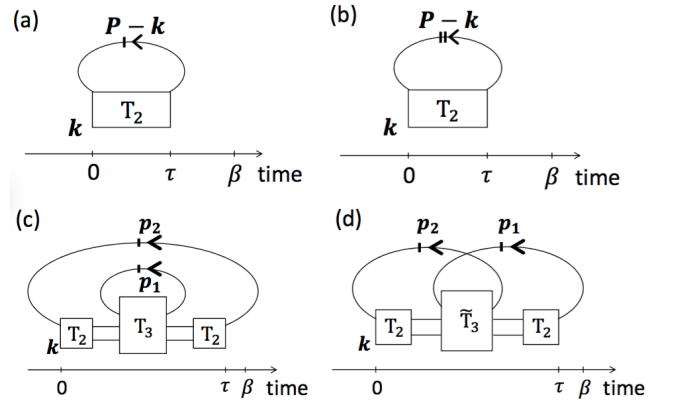 (a)
P − k
T₂
k
0 τ β time
(b)
P − k
T₂
k
0 τ β time
(c)
p₂
p₁
T₂ T₃ T₂
k
0 τ β time
(d)
p₂ p₁
T₂ T̃₃ T₂
k
0 τ β time